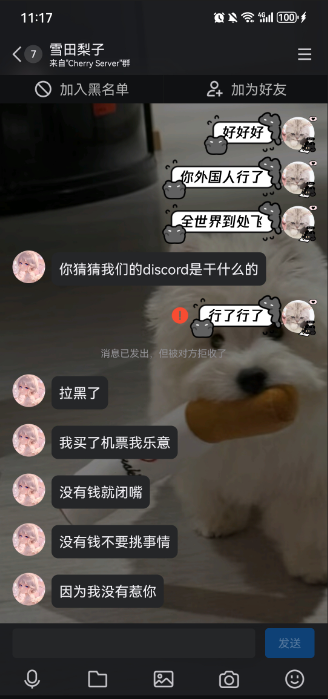 11:17
4G
100
7
雪田梨子
来自"Cherry Server"群
加入黑名单
加为好友
好好好
你外国人行了
全世界到处飞
你猜猜我们的discord是干什么的
行了行了
消息已发出，但被对方拒收了
拉黑了
我买了机票我乐意
没有钱就闭嘴
没有钱不要挑事情
因为我没有惹你
发送